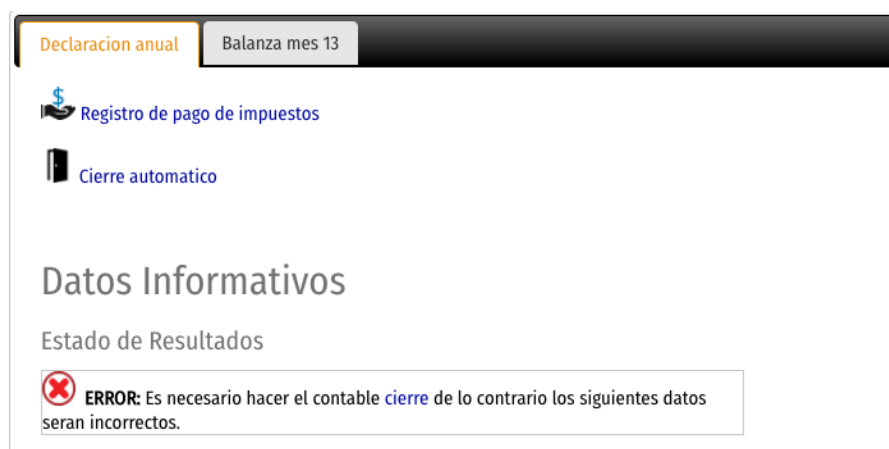 Declaracion anual
Balanza mes 13
$
Registro de pago de impuestos
Cierre automatico
Datos Informativos
Estado de Resultados
ERROR: Es necesario hacer el contable cierre de lo contrario los siguientes datos
seran incorrectos.